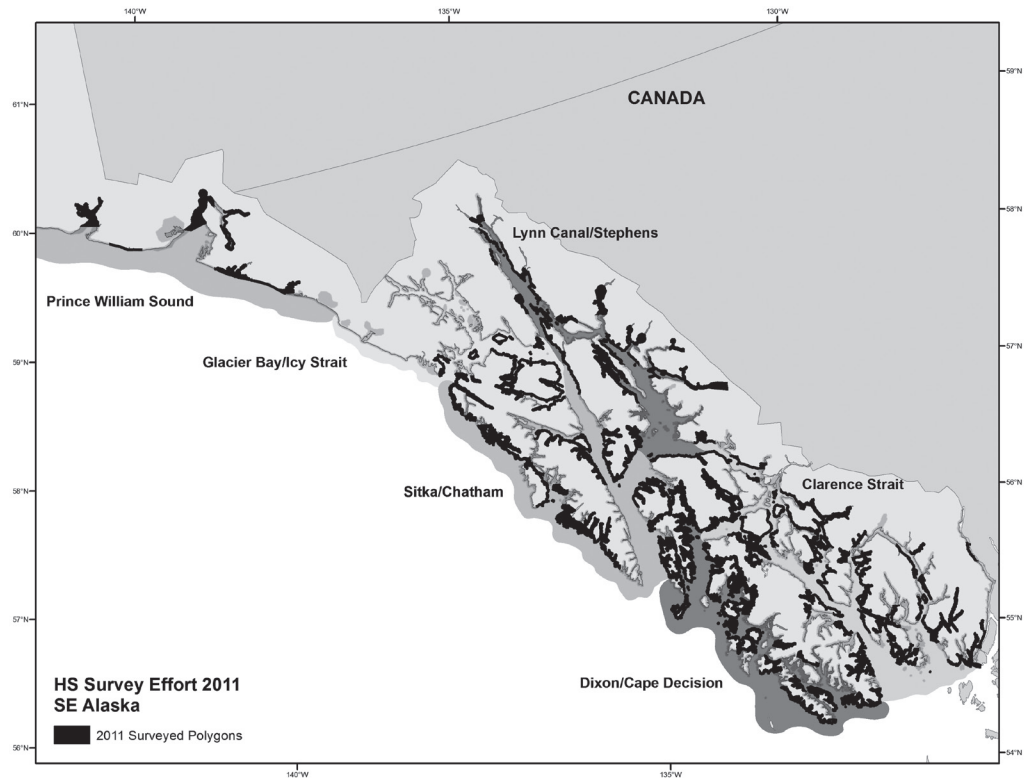 140°W 135°W 130°W
59°N
61°N
CANADA
58°N
60°N
Lynn Canal/Stephens
Prince William Sound
57°N
59°N
Glacier Bay/Icy Strait
56°N
58°N
Sitka/Chatham
Clarence Strait
57°N
55°N
Dixon/Cape Decision
HS Survey Effort 2011
SE Alaska
2011 Surveyed Polygons
56°N
54°N
140°W 135°W